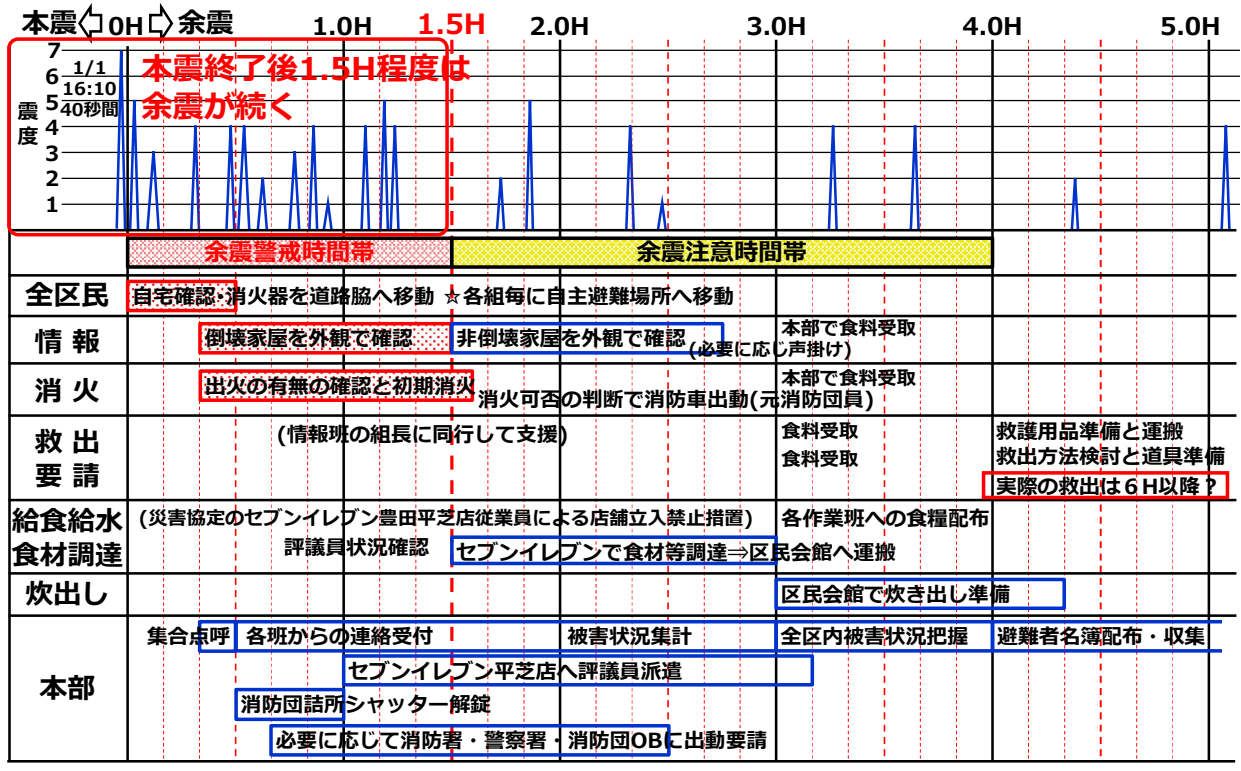 本震 0H 余震 1.0H 1.5H 2.0H 3.0H 4.0H 5.0H
震度
7
6
5
4
3
2
1
1/1
16:10
40秒間
本震終了後1.5H程度は
余震が続く
余震警戒時間帯 余震注意時間帯
全区民 自宅確認・消火器を道路脇へ移動 ☆各組毎に自主避難場所へ移動
情 報 倒壊家屋を外観で確認 非倒壊家屋を外観で確認 (必要に応じ声掛け) 本部で食料受取
消 火 出火の有無の確認と初期消火 消火可否の判断で消防車出動(元消防団員) 本部で食料受取
救 出 (情報班の組長に同行して支援) 食料受取 救護用品準備と運搬
要 請 食料受取 救出方法検討と道具準備
実際の救出は6H以降？
給食給水 (災害協定のセブンイレブン豊田平芝店従業員による店舗立入禁止措置) 各作業班への食糧配布
食材調達 評議員状況確認 セブンイレブンで食材等調達⇒区民会館へ運搬
炊出し 区民会館で炊き出し準備
本部 集合点呼 各班からの連絡受付 被害状況集計 全区内被害状況把握 避難者名簿配布・収集
セブンイレブン平芝店へ評議員派遣
消防団詰所シャッター解錠
必要に応じて消防署・警察署・消防団OBに出動要請